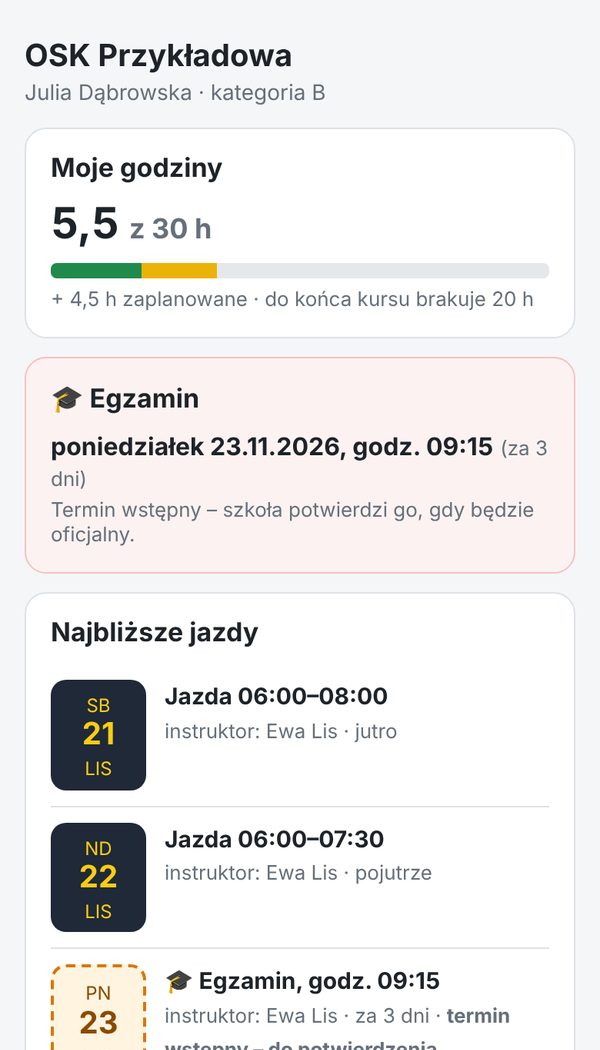 OSK Przykładowa
Julia Dąbrowska · kategoria B
Moje godziny
5,5 z 30 h
+ 4,5 h zaplanowane · do końca kursu brakuje 20 h
🎓 Egzamin
poniedziałek 23.11.2026, godz. 09:15 (za 3
dni)
Termin wstępny – szkoła potwierdzi go, gdy będzie
oficjalny.
Najbliższe jazdy
SB
21
LIS
Jazda 06:00–08:00
instruktor: Ewa Lis · jutro
ND
22
LIS
Jazda 06:00–07:30
instruktor: Ewa Lis · pojutrze
PN
23
🎓 Egzamin, godz. 09:15
instruktor: Ewa Lis · za 3 dni · termin
wstępny – do potwierdzenia